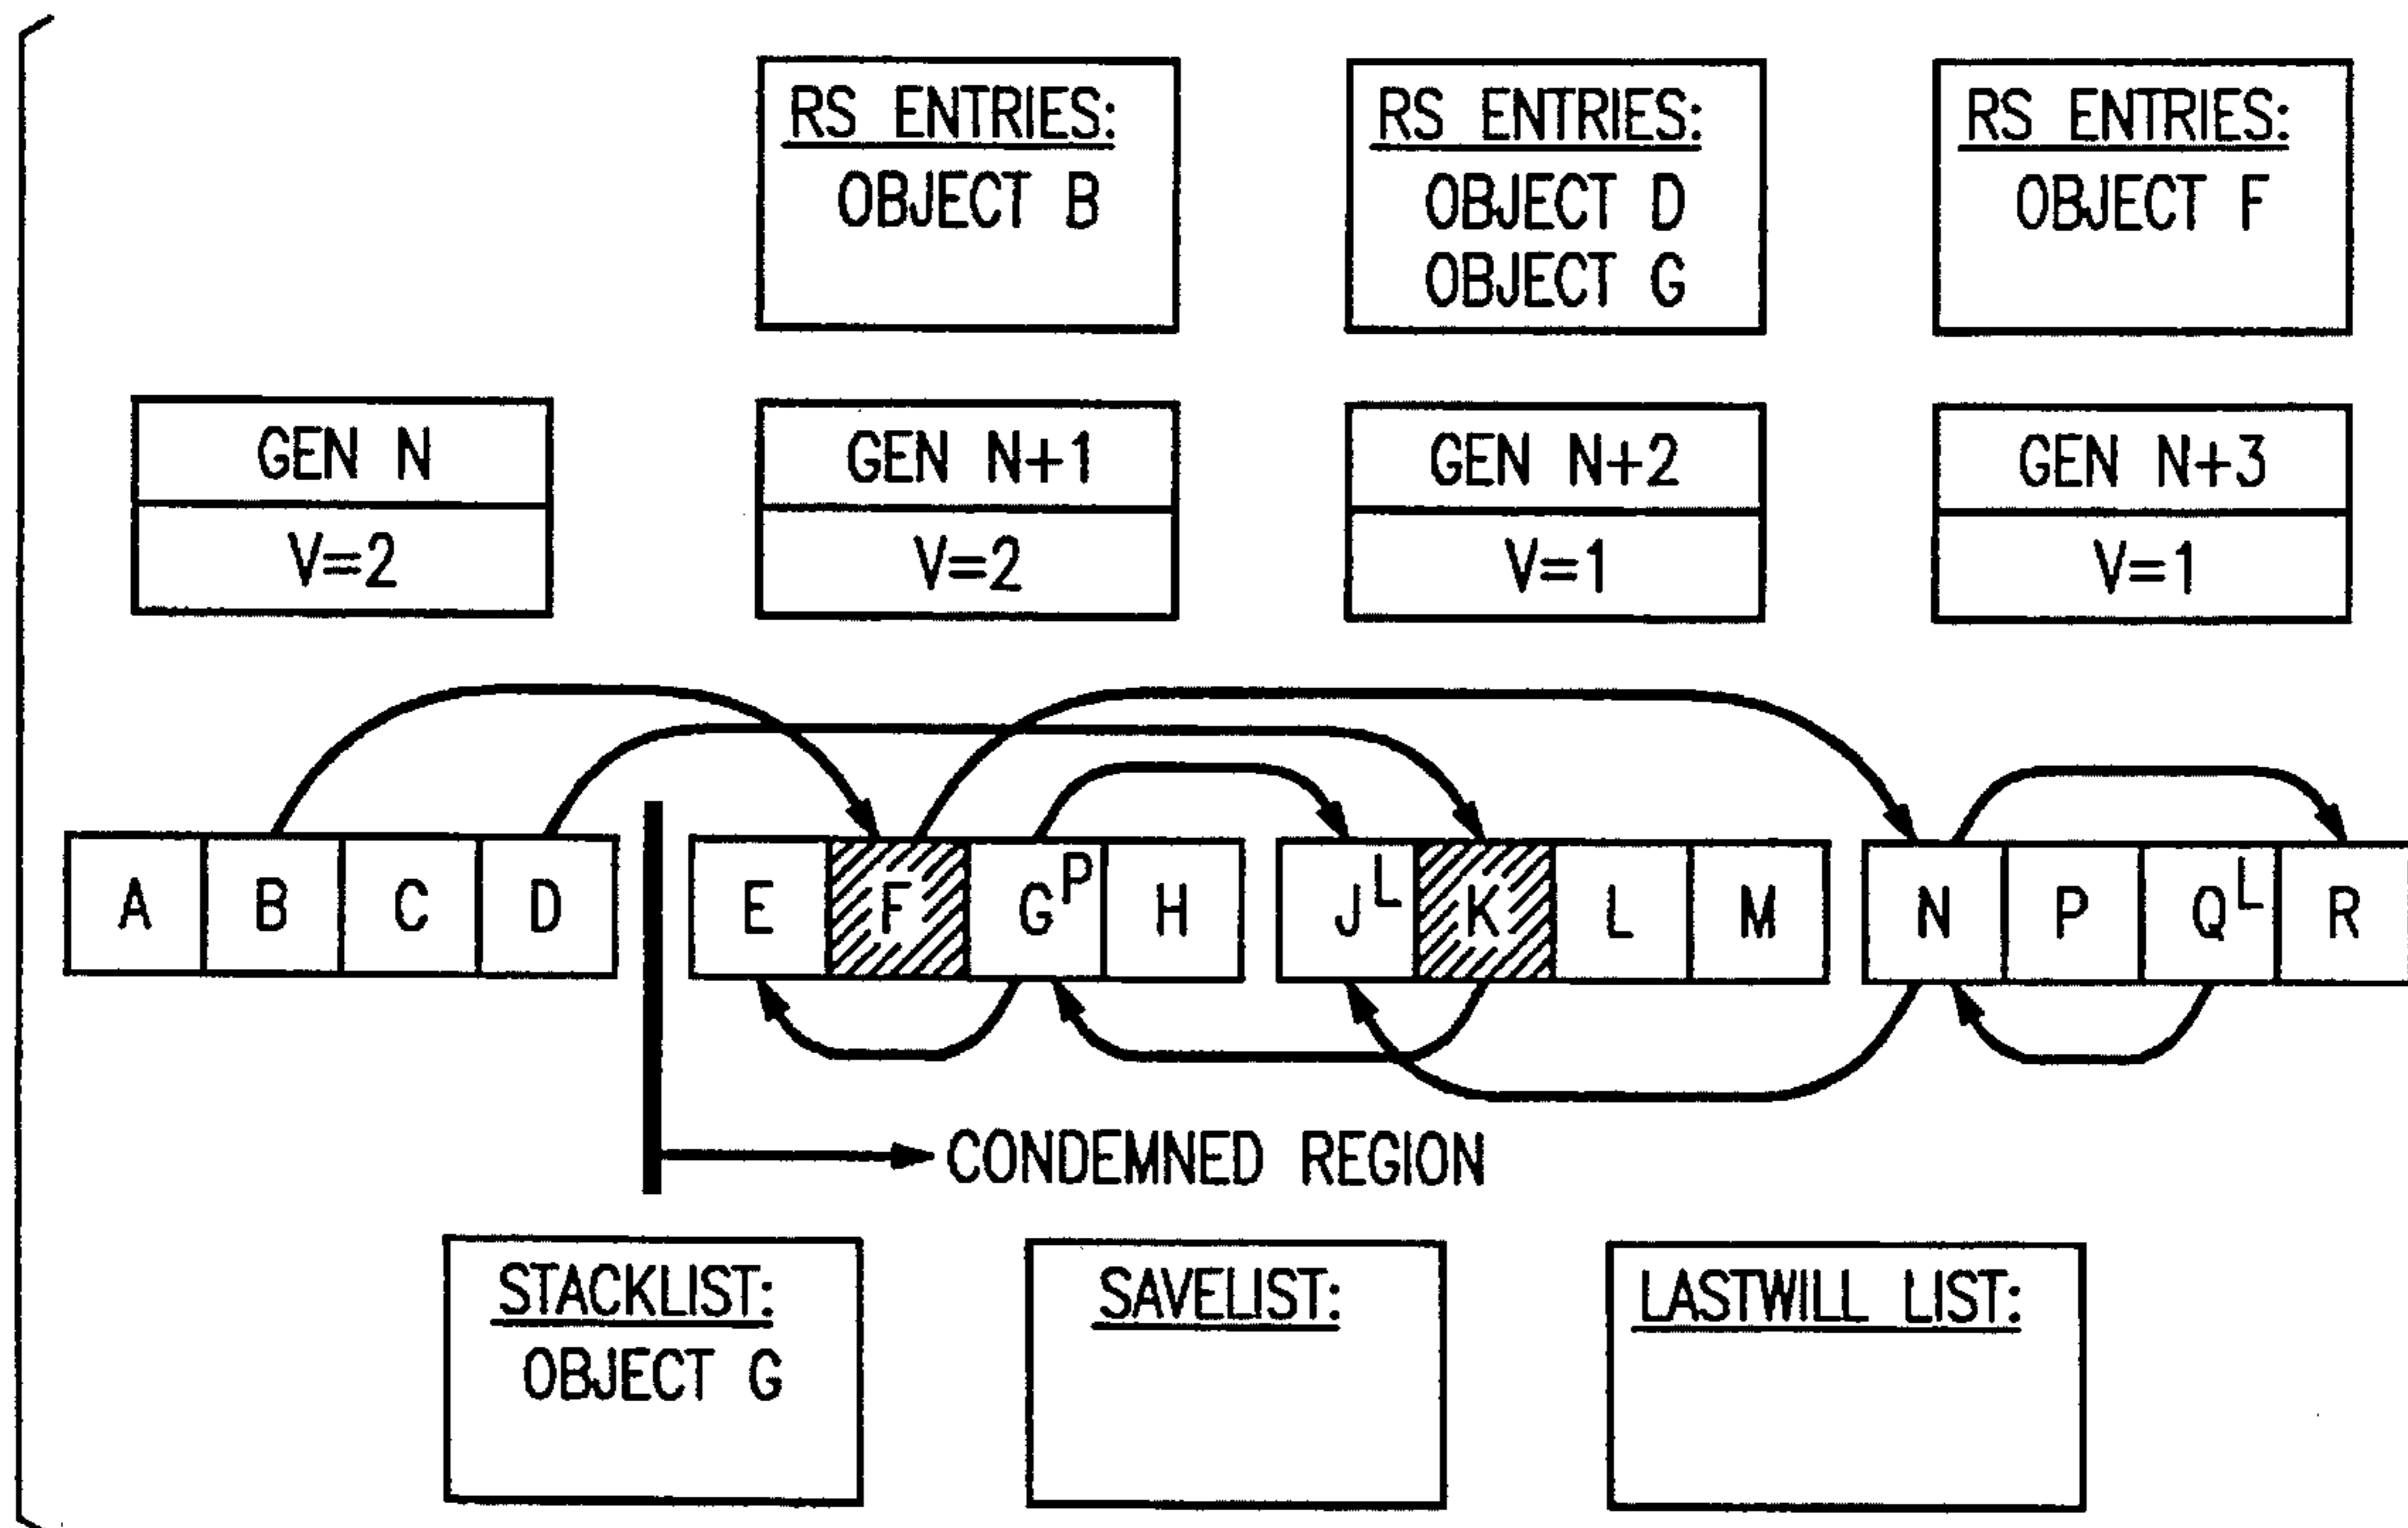 RS ENTRIES:
OBJECT B
RS ENTRIES:
OBJECT D
OBJECT G
RS ENTRIES:
OBJECT F
GEN N
V=2
GEN N+1
V=2
GEN N+2
V=1
GEN N+3
V=1
A B C D E F G^P H J^L K L M N P Q^L R
CONDEMNED REGION
STACKLIST:
OBJECT G
SAVELIST:
LASTWILL LIST: